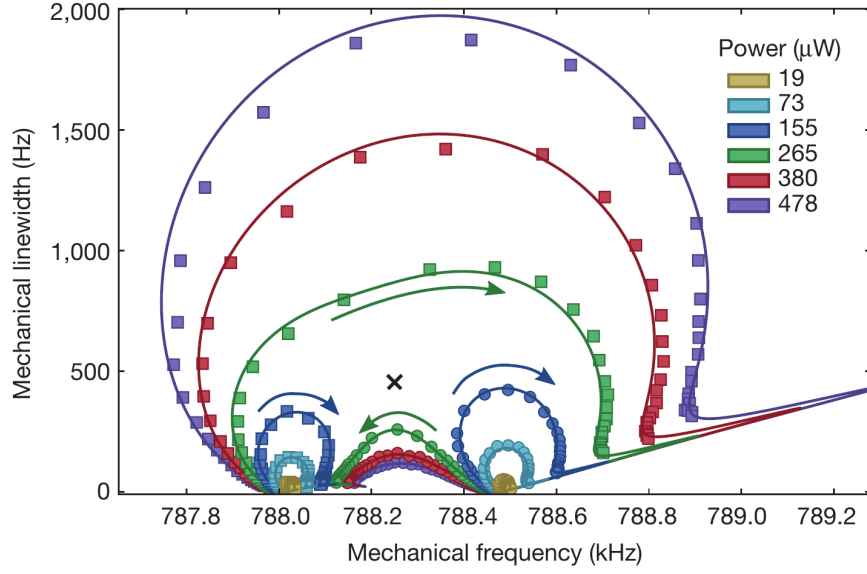 2,000
1,500
1,000
500
0
Mechanical linewidth (Hz)
Power (μW)
19
73
155
265
380
478
787.8 788.0 788.2 788.4 788.6 788.8 789.0 789.2
Mechanical frequency (kHz)